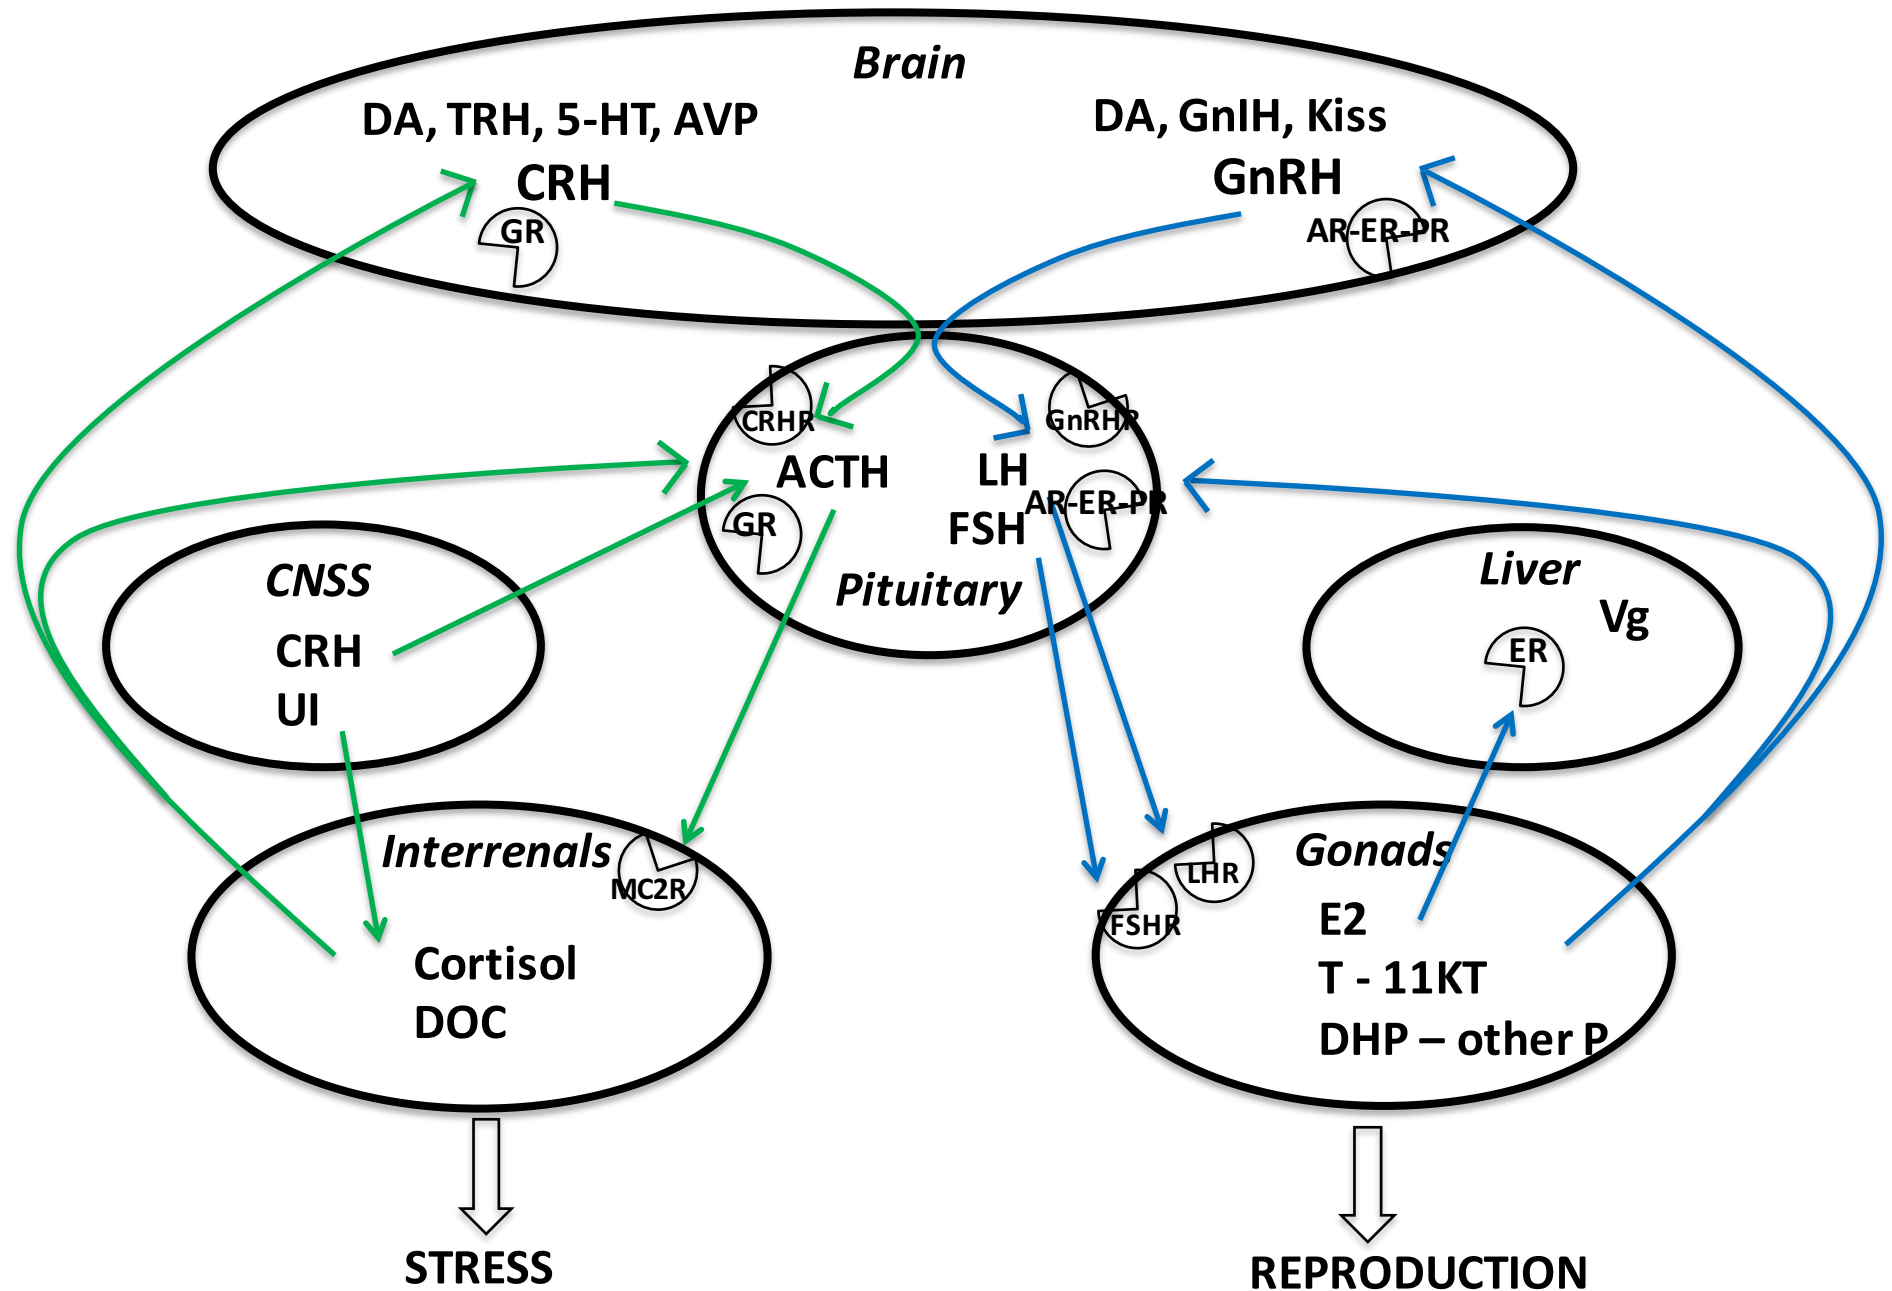 Brain
DA, TRH, 5-HT, AVP
CRH
GR
DA, GnIH, Kiss
GnRH
AR-ER-PR
CRHR
ACTH
GR
GnRHR
LH
AR-ER-PR
FSH
Pituitary
CNSS
CRH
UI
Liver
Vg
ER
Interrenals
MC2R
Cortisol
DOC
Gonads
LHR
FSHR
E2
T - 11KT
DHP – other P
STRESS
REPRODUCTION